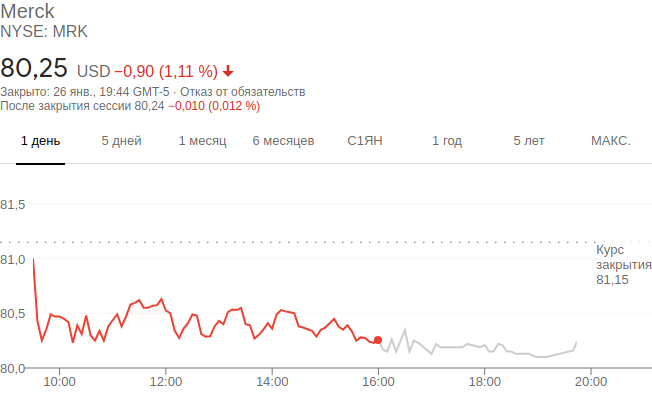 Merck
NYSE: MRK
80,25 USD −0,90 (1,11 %)
Закрыто: 26 янв., 19:44 GMT-5 · Отказ от обязательств
После закрытия сессии 80,24 −0,010 (0,012 %)
1 день 5 дней 1 месяц 6 месяцев С1ЯН 1 год 5 лет МАКС.
81,5
Курс
закрытия
81,15
81,0
80,5
80,0
10:00 12:00 14:00 16:00 18:00 20:00